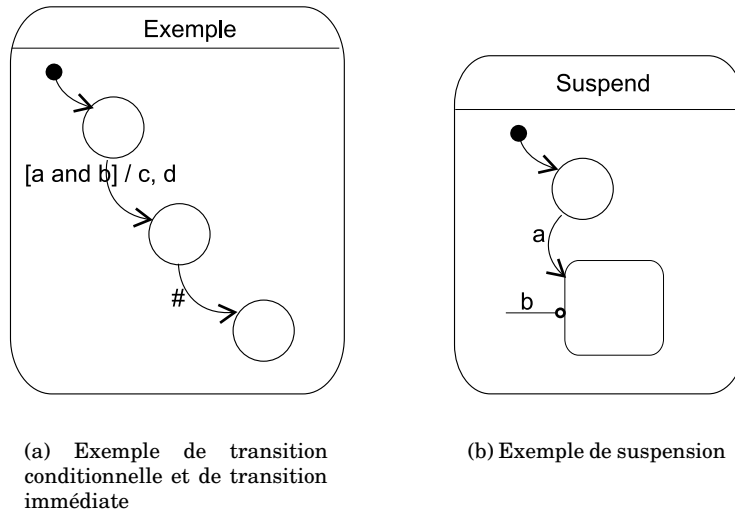 Exemple
[a and b] / c, d
#
Suspend
a
b
(a) Exemple de transition
conditionnelle et de transition
immédiate
(b) Exemple de suspension